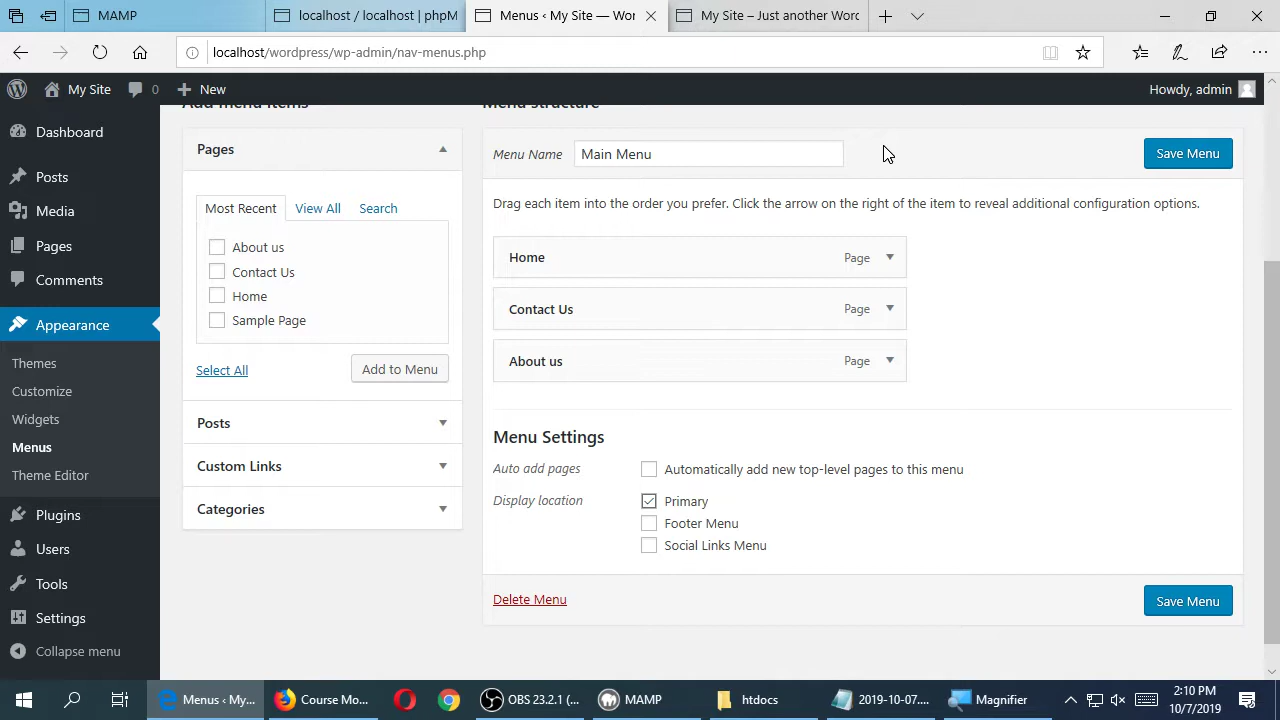 MAMP
localhost / localhost | phpM
Menus ‹ My Site — Wor
My Site – Just another Word
localhost/wordpress/wp-admin/nav-menus.php
My Site
0
New
Howdy, admin
Dashboard
Posts
Media
Pages
Comments
Appearance
Themes
Customize
Widgets
Menus
Theme Editor
Plugins
Users
Tools
Settings
Collapse menu
Add menu items
Pages
Most Recent
View All
Search
About us
Contact Us
Home
Sample Page
Select All
Add to Menu
Posts
Custom Links
Categories
Menu structure
Menu Name
Main Menu
Save Menu
Drag each item into the order you prefer. Click the arrow on the right of the item to reveal additional configuration options.
Home Page
Contact Us Page
About us Page
Menu Settings
Auto add pages
Automatically add new top-level pages to this menu
Display location
Primary
Footer Menu
Social Links Menu
Delete Menu
Save Menu
Menus ‹ My...
Course Mo...
OBS 23.2.1 (...
MAMP
htdocs
2019-10-07....
Magnifier
2:10 PM
10/7/2019